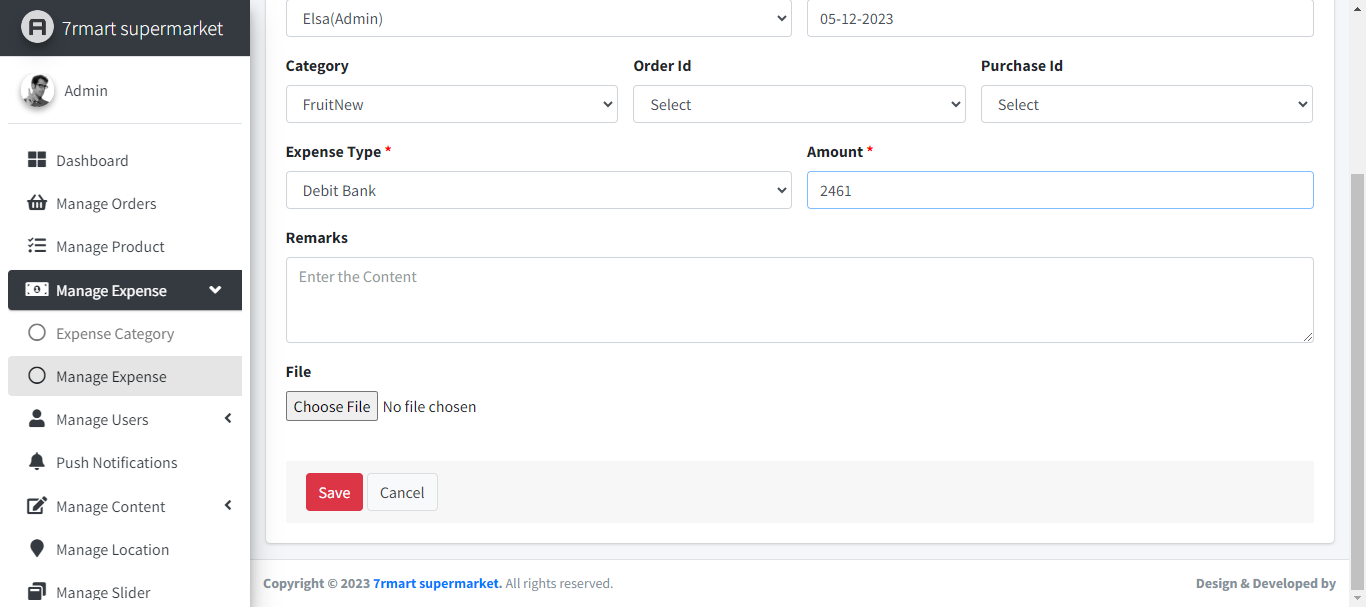 7rmart supermarket
Admin
Dashboard
Manage Orders
Manage Product
Manage Expense
Expense Category
Manage Expense
Manage Users
Push Notifications
Manage Content
Manage Location
Manage Slider
Elsa(Admin) 05-12-2023
Category Order Id Purchase Id
FruitNew Select Select
Expense Type * Amount *
Debit Bank 2461
Remarks
Enter the Content
File
Choose File No file chosen
Save Cancel
Copyright © 2023 7rmart supermarket. All rights reserved. Design & Developed by